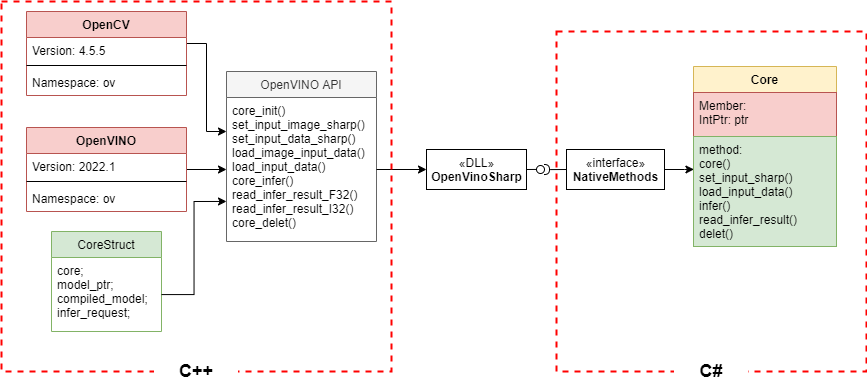 OpenCV
Version: 4.5.5
Namespace: ov
OpenVINO
Version: 2022.1
Namespace: ov
CoreStruct
core;
model_ptr;
compiled_model;
infer_request;
OpenVINO API
core_init()
set_input_image_sharp()
set_input_data_sharp()
load_image_input_data()
load_input_data()
core_infer()
read_infer_result_F32()
read_infer_result_I32()
core_delet()
C++
«DLL»
OpenVinoSharp
«interface»
NativeMethods
Core
Member:
IntPtr: ptr
method:
core()
set_input_sharp()
load_input_data()
infer()
read_infer_result()
delet()
C#